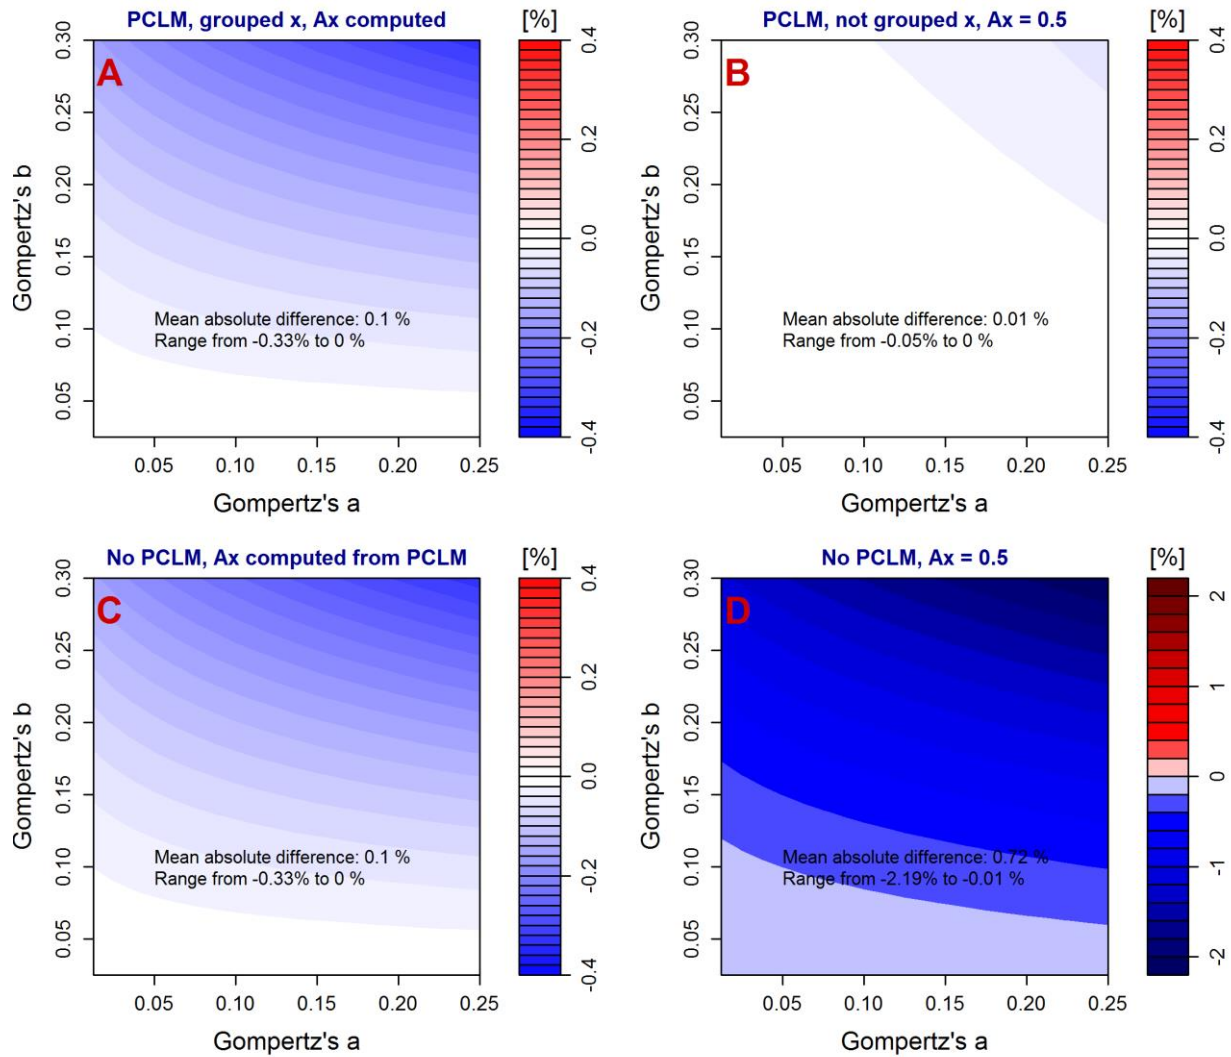 PCLM, grouped x, Ax computed
[%]
A
0.30
0.25
0.20
0.15
0.10
0.05
Gompertz's b
Mean absolute difference: 0.1 %
Range from -0.33% to 0 %
0.05 0.10 0.15 0.20 0.25
Gompertz's a
0.4
0.2
0.0
-0.2
-0.4
PCLM, not grouped x, Ax = 0.5
[%]
B
0.30
0.25
0.20
0.15
0.10
0.05
Gompertz's b
Mean absolute difference: 0.01 %
Range from -0.05% to 0 %
0.05 0.10 0.15 0.20 0.25
Gompertz's a
0.4
0.2
0.0
-0.2
-0.4
No PCLM, Ax computed from PCLM
[%]
C
0.30
0.25
0.20
0.15
0.10
0.05
Gompertz's b
Mean absolute difference: 0.1 %
Range from -0.33% to 0 %
0.05 0.10 0.15 0.20 0.25
Gompertz's a
0.4
0.2
0.0
-0.2
-0.4
No PCLM, Ax = 0.5
[%]
D
0.30
0.25
0.20
0.15
0.10
0.05
Gompertz's b
Mean absolute difference: 0.72 %
Range from -2.19% to -0.01 %
0.05 0.10 0.15 0.20 0.25
Gompertz's a
2
1
0
-1
-2